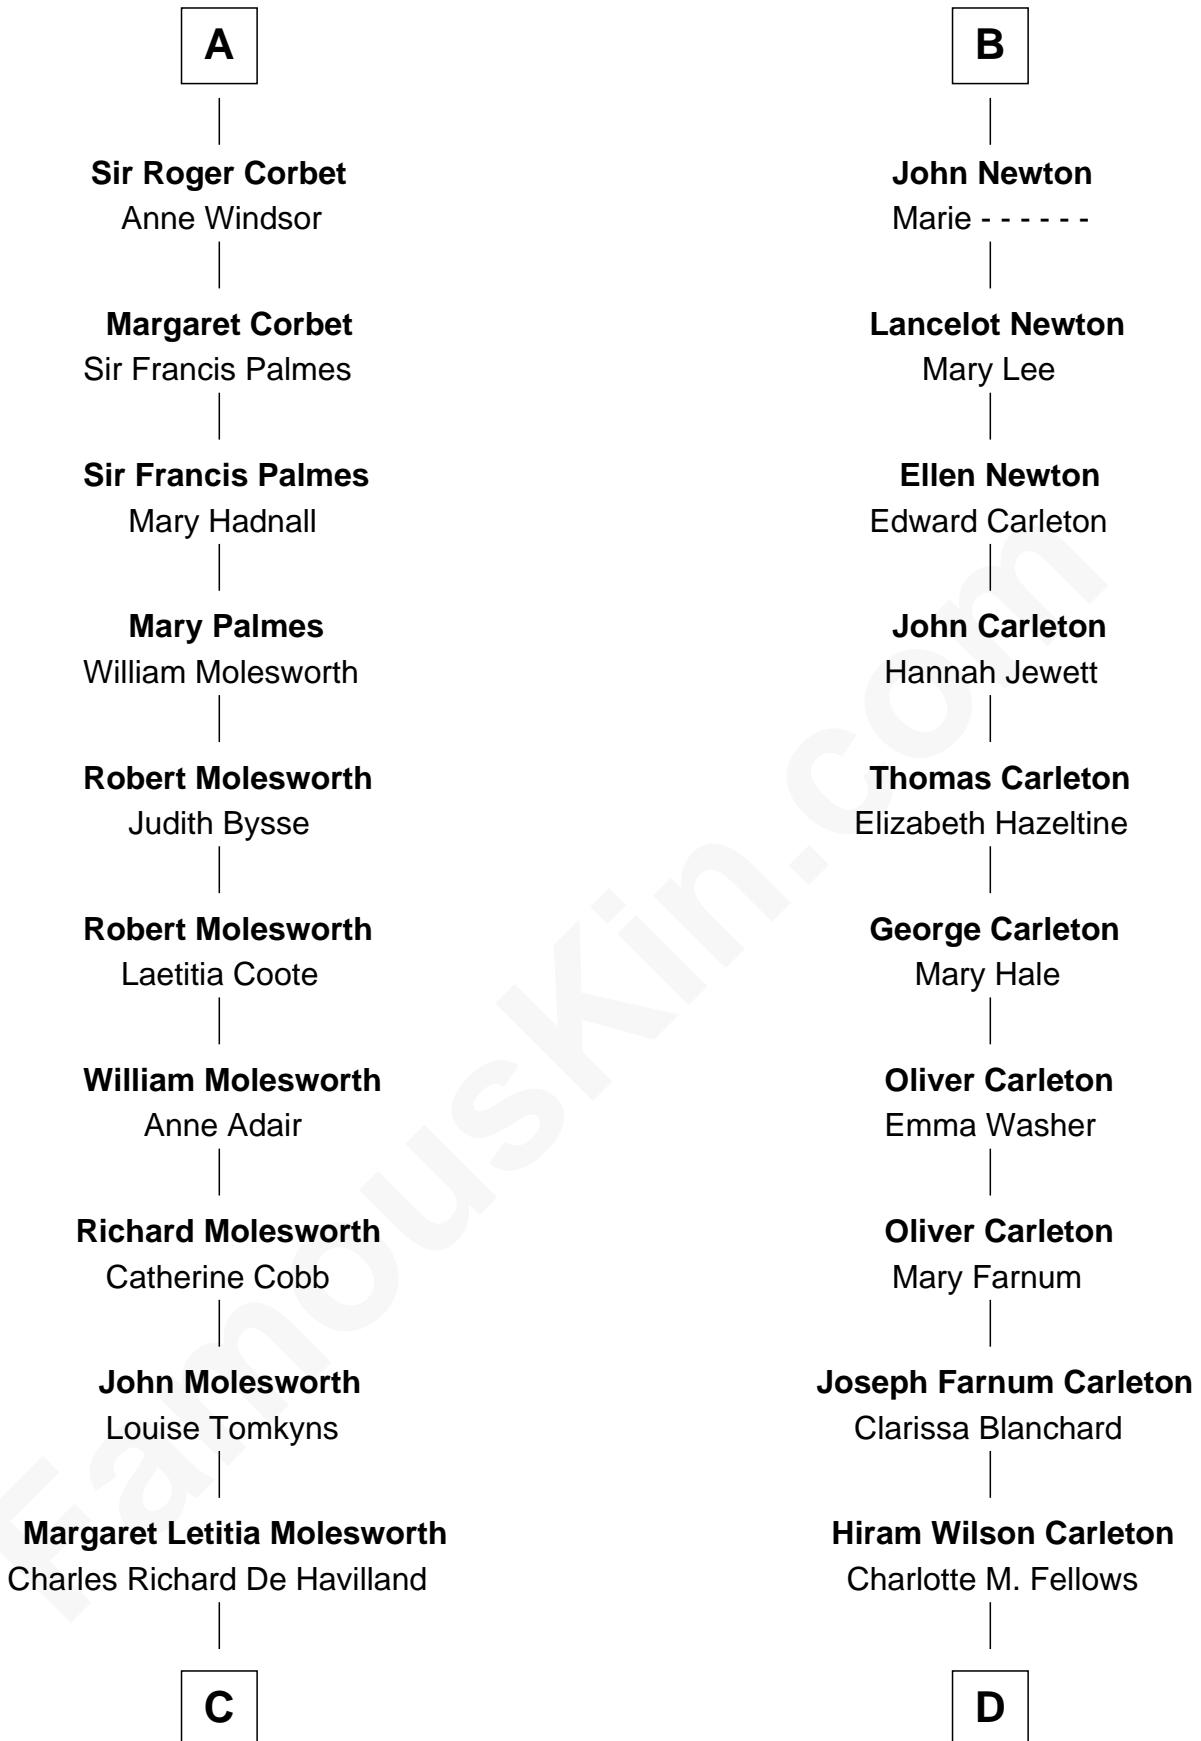 A
Sir Roger Corbet
Anne Windsor
Margaret Corbet
Sir Francis Palmes
Sir Francis Palmes
Mary Hadnall
Mary Palmes
William Molesworth
Robert Molesworth
Judith Bysse
Robert Molesworth
Laetitia Coote
William Molesworth
Anne Adair
Richard Molesworth
Catherine Cobb
John Molesworth
Louise Tomkyns
Margaret Letitia Molesworth
Charles Richard De Havilland
C
B
John Newton
Marie - - - - - -
Lancelot Newton
Mary Lee
Ellen Newton
Edward Carleton
John Carleton
Hannah Jewett
Thomas Carleton
Elizabeth Hazeltine
George Carleton
Mary Hale
Oliver Carleton
Emma Washer
Oliver Carleton
Mary Farnum
Joseph Farnum Carleton
Clarissa Blanchard
Hiram Wilson Carleton
Charlotte M. Fellows
D
FamousKin.com